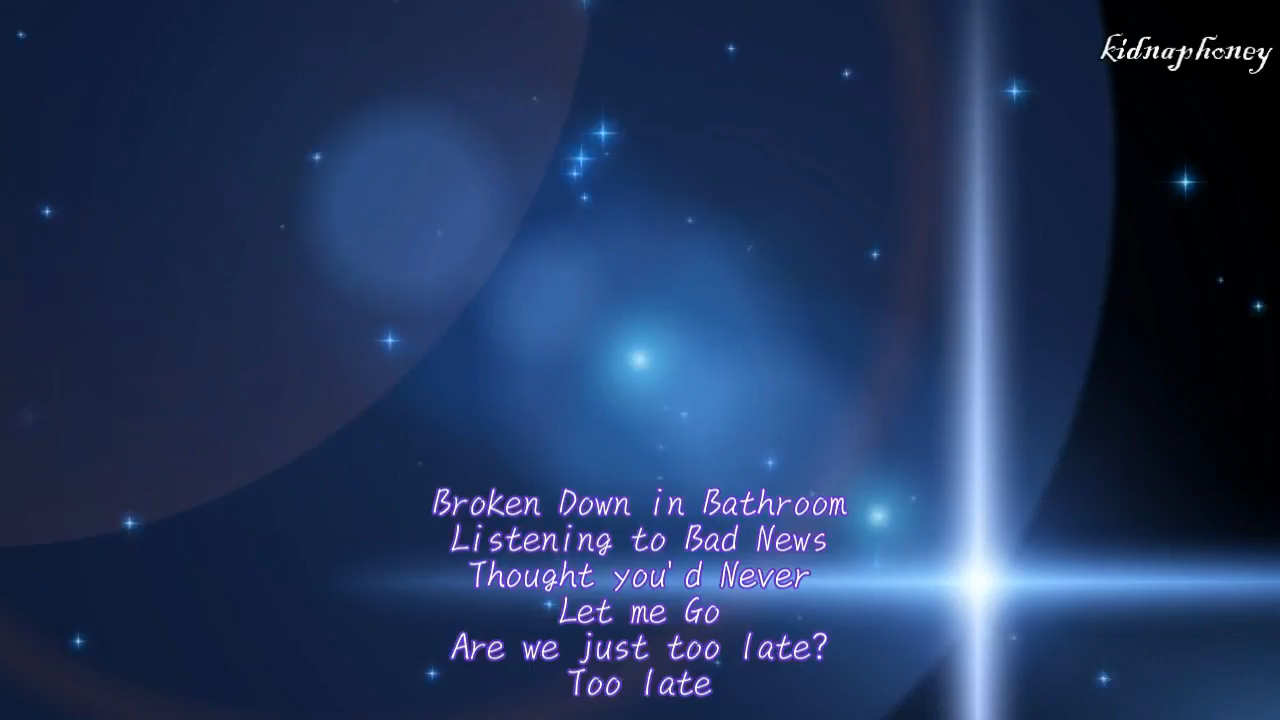 kidnaphoney
Broken Down in Bathroom
Listening to Bad News
Thought you'd Never
Let me Go
Are we just too late?
Too late